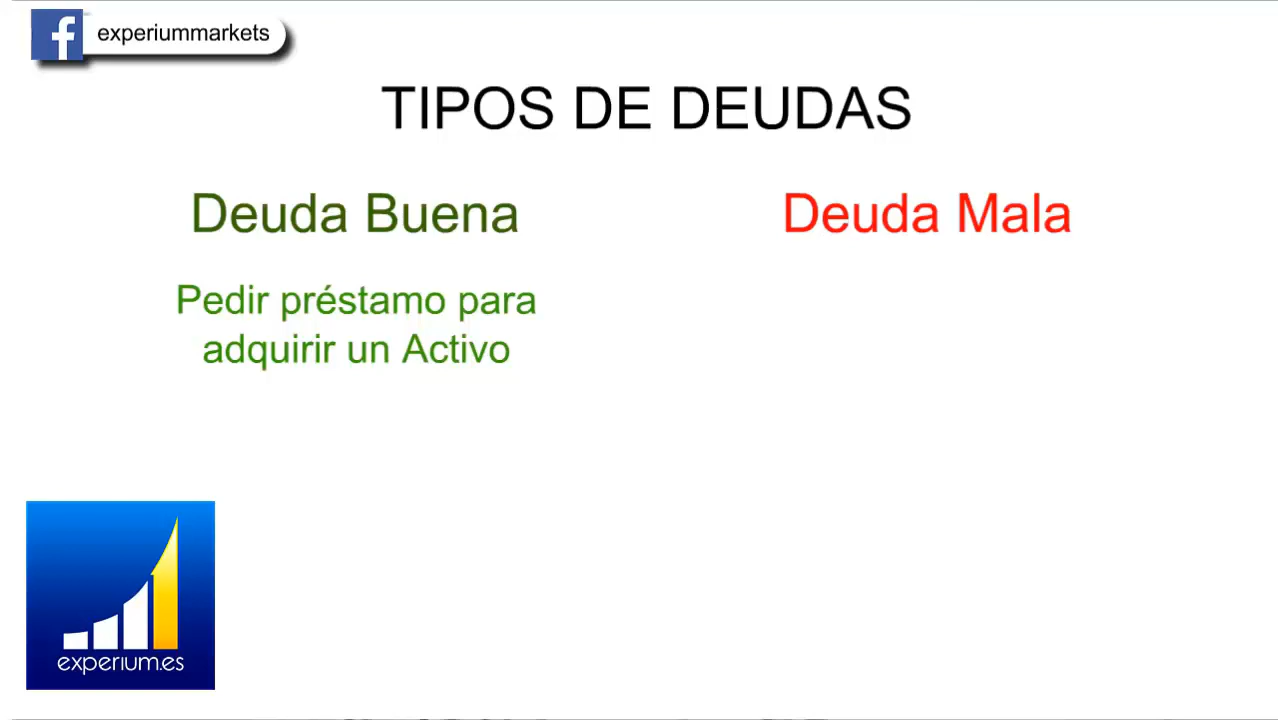 experiummarkets
TIPOS DE DEUDAS
Deuda Buena
Deuda Mala
Pedir préstamo para
adquirir un Activo
experium.es